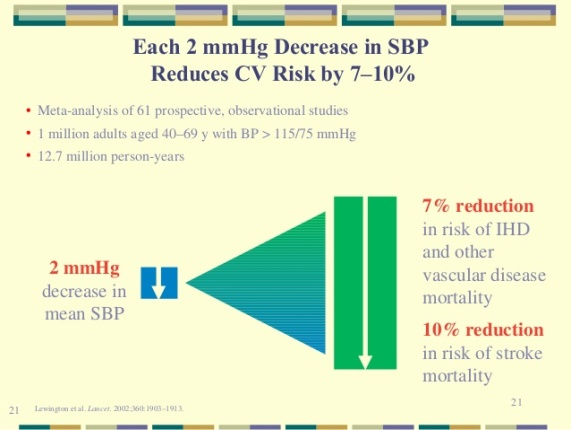 Each 2 mmHg Decrease in SBP
Reduces CV Risk by 7–10%
• Meta-analysis of 61 prospective, observational studies
• 1 million adults aged 40–69 y with BP > 115/75 mmHg
• 12.7 million person-years
2 mmHg
decrease in
mean SBP
7% reduction
in risk of IHD
and other
vascular disease
mortality
10% reduction
in risk of stroke
mortality
21
21
Lewington et al. Lancet. 2002;360:1903–1913.